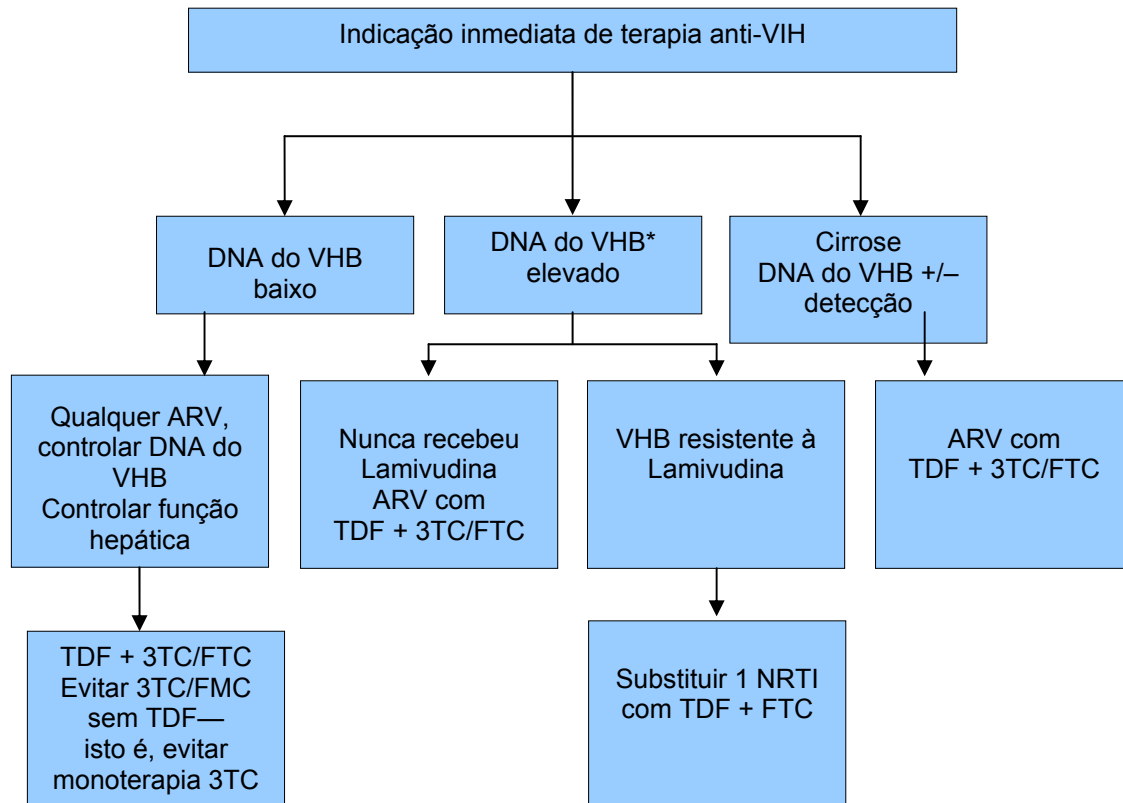 Indicação inmediata de terapia anti-VIH
DNA do VHB
baixo
DNA do VHB*
elevado
Cirrose
DNA do VHB +/–
detecção
Qualquer ARV,
controlar DNA do
VHB
Controlar função
hepática
Nunca recebeu
Lamivudina
ARV com
TDF + 3TC/FTC
VHB resistente à
Lamivudina
ARV com
TDF + 3TC/FTC
TDF + 3TC/FTC
Evitar 3TC/FMC
sem TDF—
isto é, evitar
monoterapia 3TC
Substituir 1 NRTI
com TDF + FTC